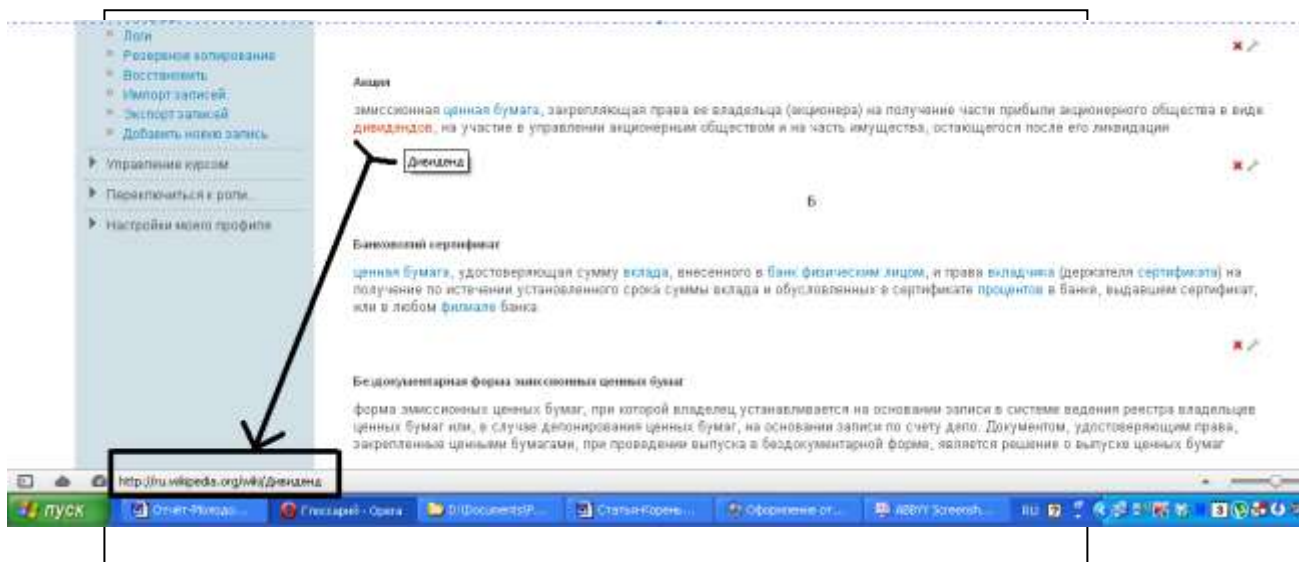 Логи
Резервное копирование
Восстановить
Импорт записей
Экспорт записей
Добавить новую запись
Управление курсом
Переключиться к роли...
Настройки моего профиля
Акция
эмиссионная ценная бумага, закрепляющая права ее владельца (акционера) на получение части прибыли акционерного общества в виде
дивидендов, на участие в управлении акционерным обществом и на часть имущества, остающегося после его ликвидации
Дивиденд
Б
Банковский сертификат
ценная бумага, удостоверяющая сумму вклада, внесенного в банк физическим лицом, и права вкладчика (держателя сертификата) на
получение по истечении установленного срока суммы вклада и обусловленных в сертификате процентов в банке, выдавшем сертификат,
или в любом филиале банка
Бездокументарная форма эмиссионных ценных бумаг
форма эмиссионных ценных бумаг, при которой владелец устанавливается на основании записи в системе ведения реестра владельцев
ценных бумаг или, в случае депонирования ценных бумаг, на основании записи по счету депо. Документом, удостоверяющим права,
закрепленные ценными бумагами, при проведении выпуска в бездокументарной форме, является решение о выпуске ценных бумаг
http://ru.wikipedia.org/wiki/Дивиденд
пуск
Глоссарий - Opera
D:\Documents\P...
Статья-Корень...
Оформление от...
ABBYY Screensh...
RU